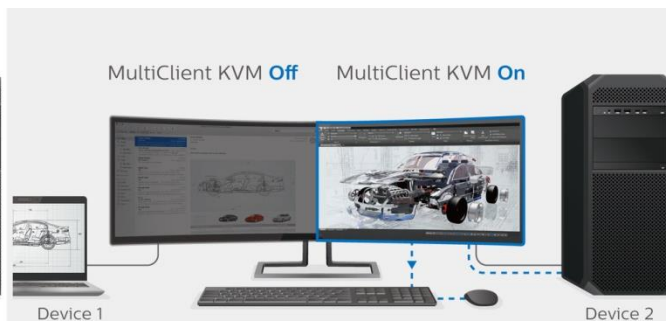 MultiClient KVM Off
MultiClient KVM On
Device 1
Device 2